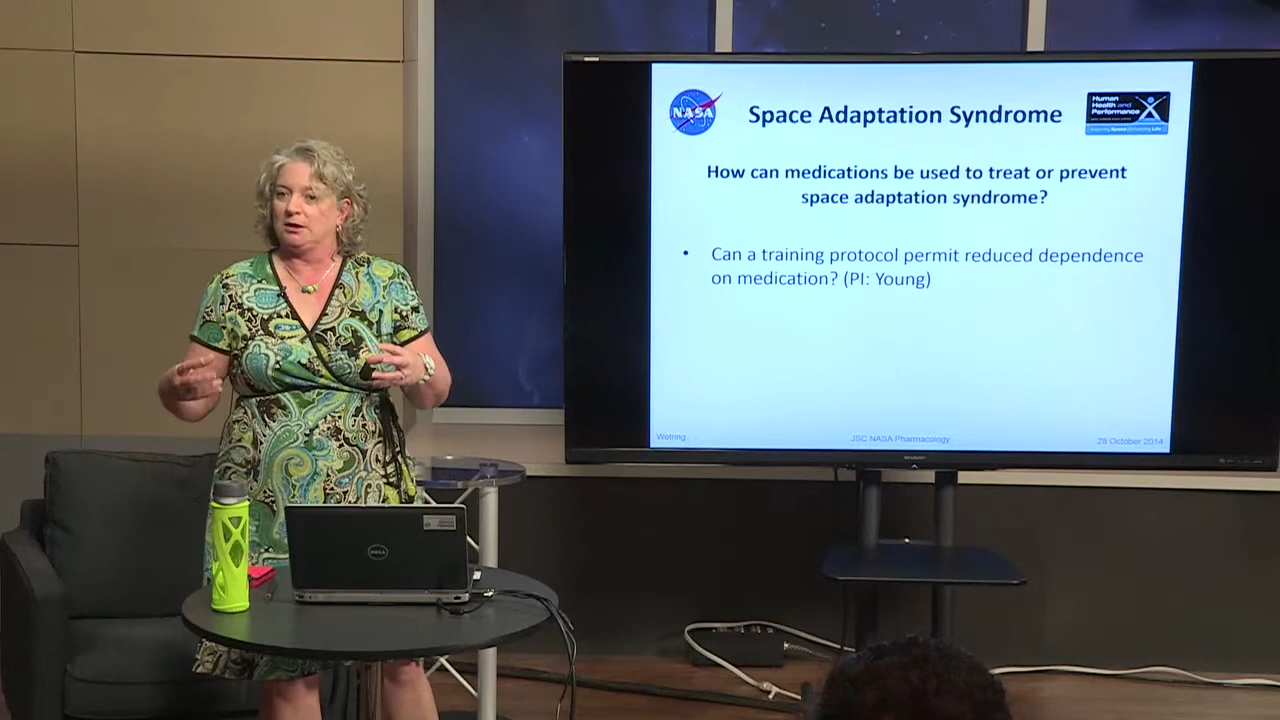 NASA
Space Adaptation Syndrome
Human
Health and
Performance
How can medications be used to treat or prevent
space adaptation syndrome?
• Can a training protocol permit reduced dependence
on medication? (PI: Young)
Wotring
JSC NASA Pharmacology
28 October 2014
SHARP
DELL